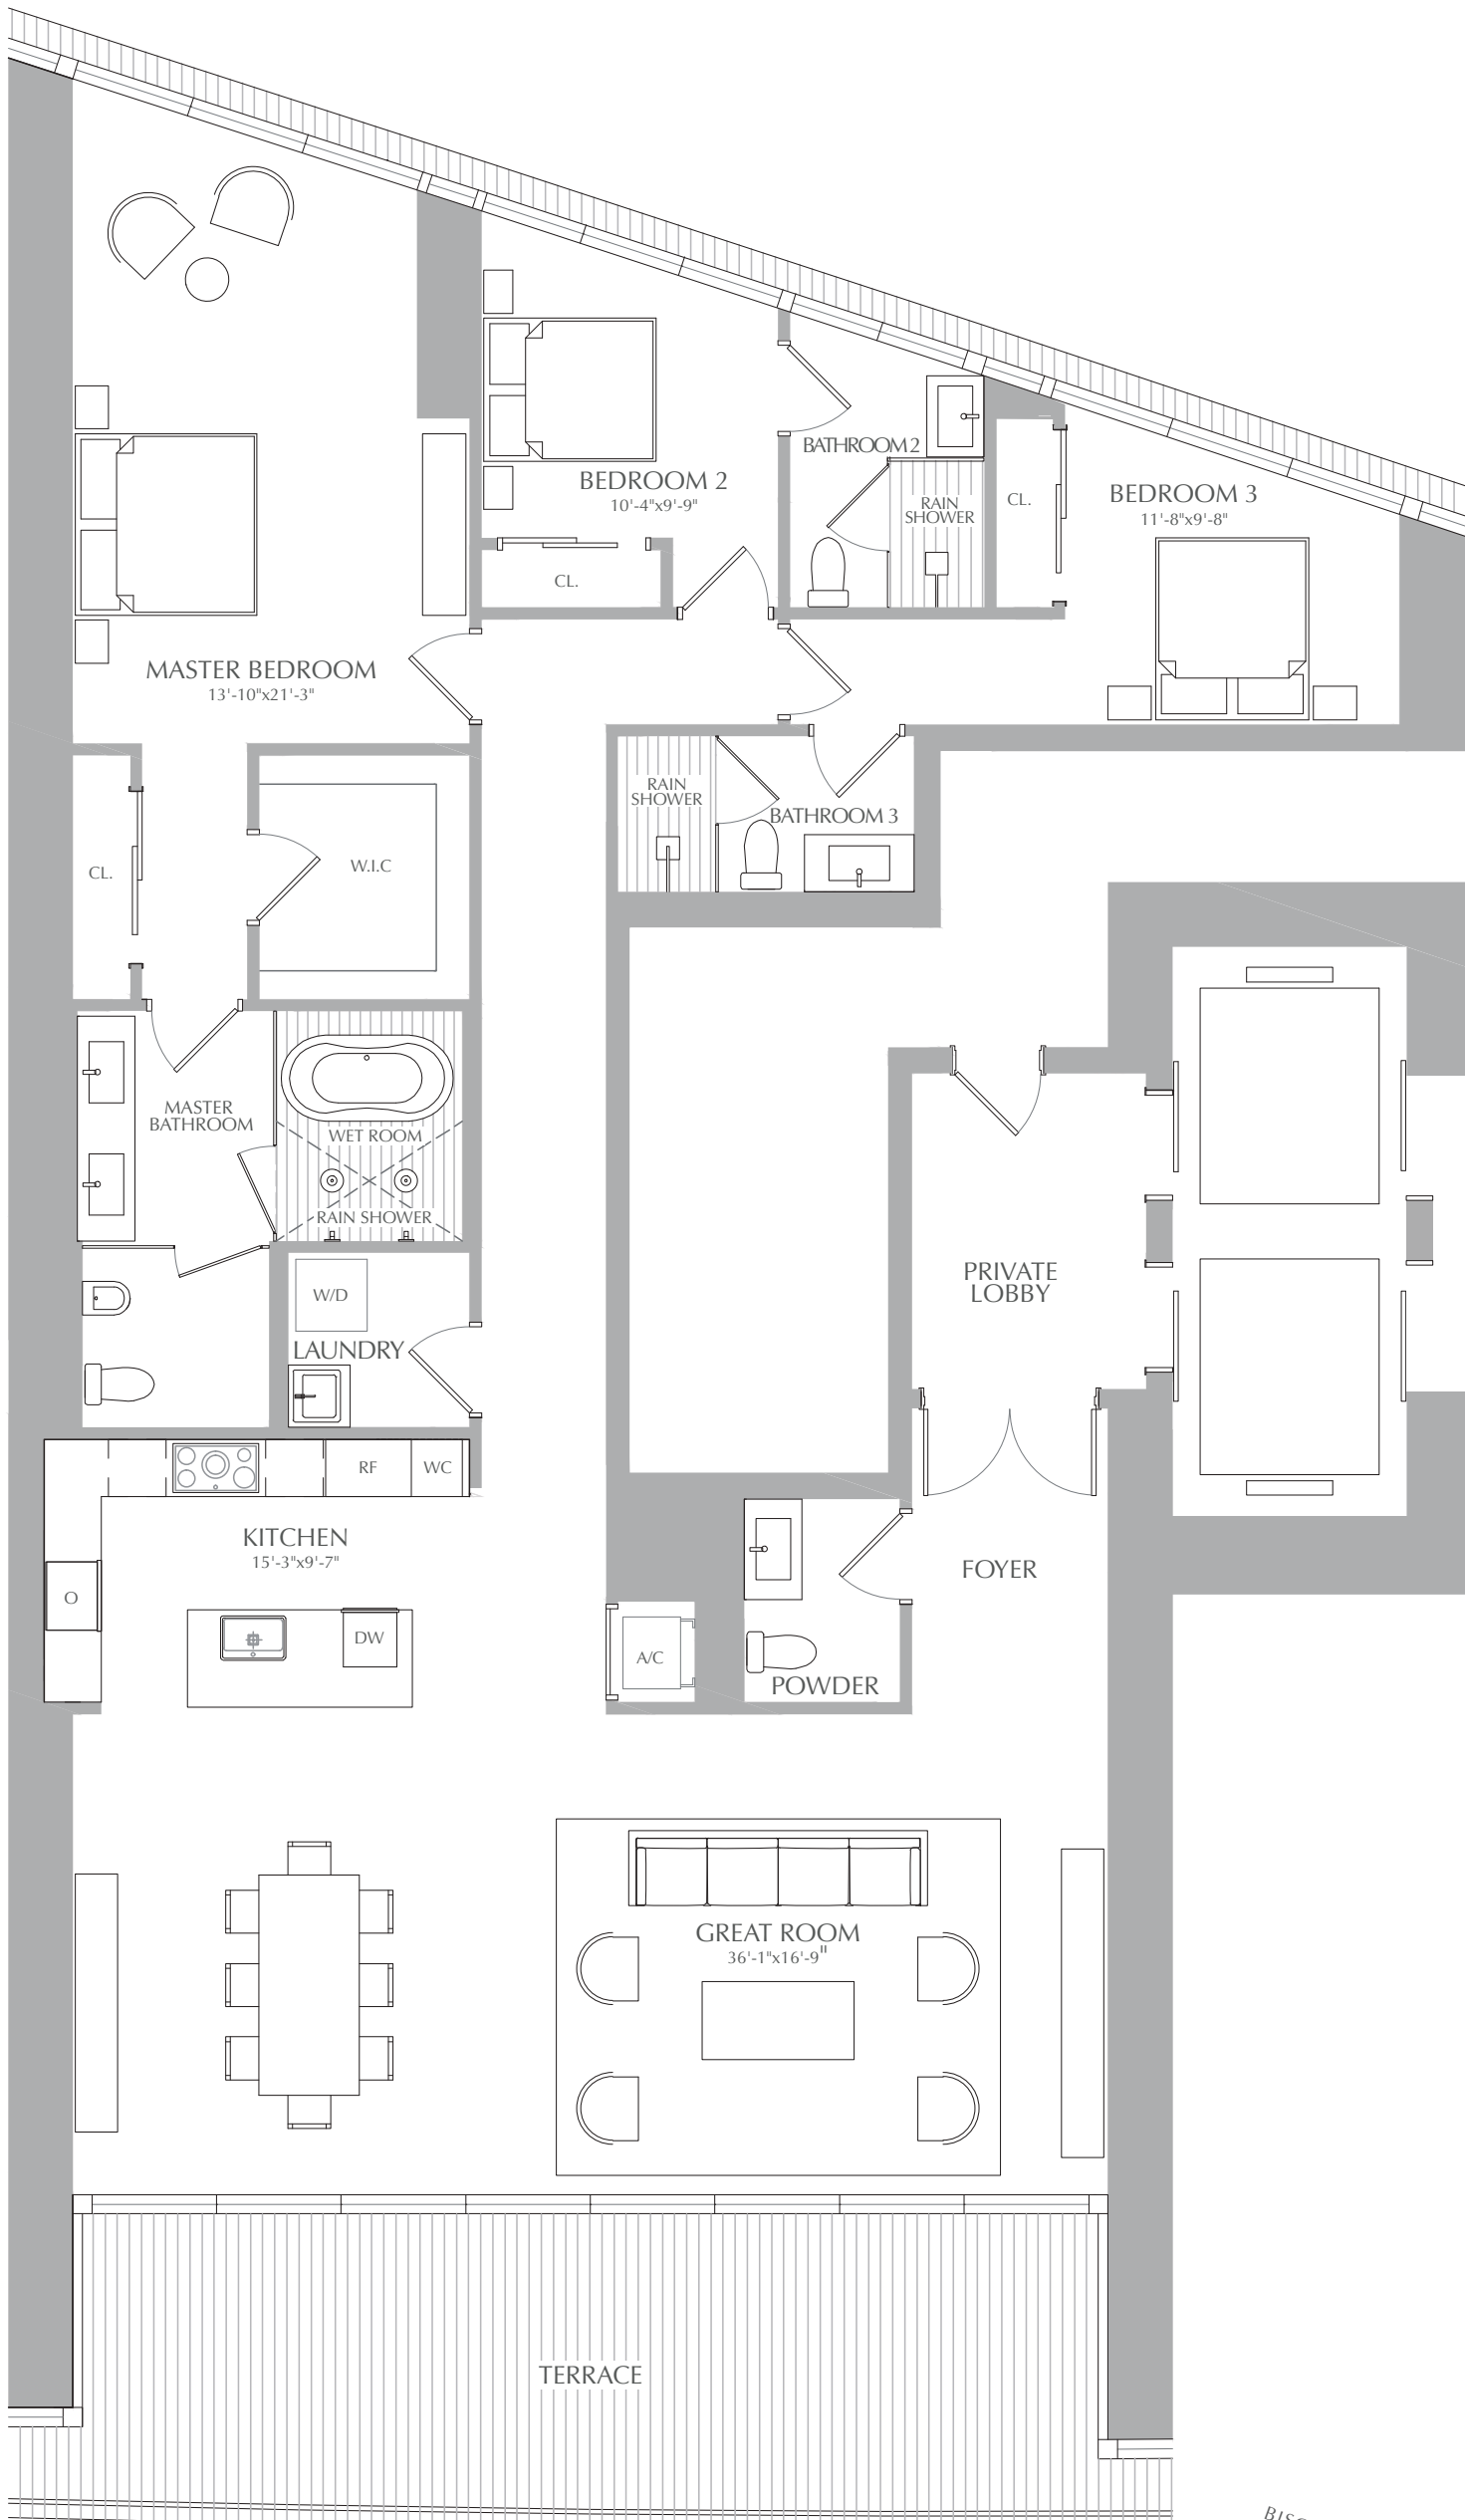 BATHROOM 2
BEDROOM 2
10'-4"x9'-9"
RAIN
SHOWER
CL.
BEDROOM 3
11'-8"x9'-8"
CL.
MASTER BEDROOM
13'-10"x21'-3"
RAIN
SHOWER
BATHROOM 3
CL.
W.I.C
MASTER
BATHROOM
WET ROOM
RAIN SHOWER
PRIVATE
LOBBY
W/D
LAUNDRY
RF
WC
KITCHEN
15'-3"x9'-7"
FOYER
O
DW
A/C
POWDER
GREAT ROOM
36'-1"x16'-9"
TERRACE